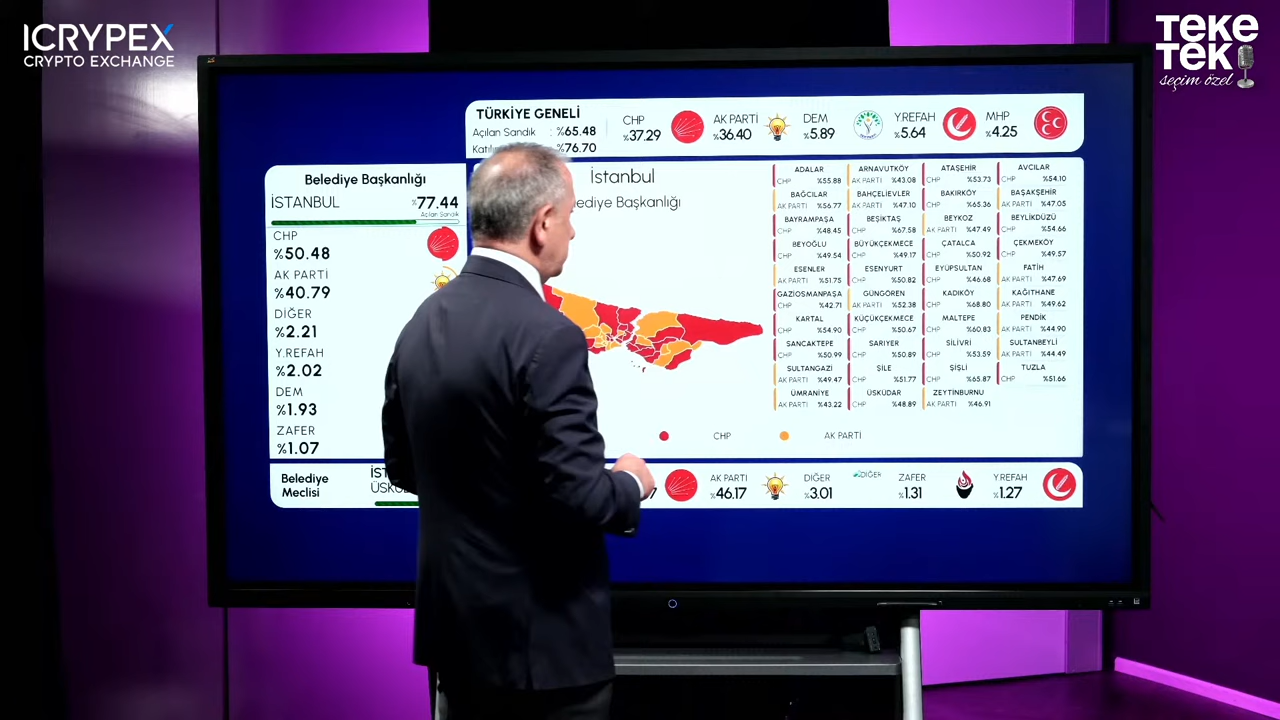 ICRYPEX
CRYPTO EXCHANGE
TEKE
TEK
seçim özel
TÜRKİYE GENELİ
Açılan Sandık : %65.48
%76.70
CHP
%37.29
AK PARTİ
%36.40
DEM
%5.89
Y.REFAH
%5.64
MHP
%4.25
Belediye Başkanlığı
İSTANBUL %77.44
Açılan Sandık
CHP
%50.48
AK PARTİ
%40.79
DİĞER
%2.21
Y.REFAH
%2.02
DEM
%1.93
ZAFER
%1.07
İstanbul
Başkanlığı
ADALAR
CHP %55.88
ARNAVUTKÖY
AK PARTİ %43.08
ATAŞEHİR
CHP %53.73
AVCILAR
CHP %54.10
BAĞCILAR
AK PARTİ %56.77
BAHÇELİEVLER
AK PARTİ %47.10
BAKIRKÖY
CHP %65.36
BAŞAKŞEHİR
AK PARTİ %47.05
BAYRAMPAŞA
CHP %48.45
BEŞİKTAŞ
CHP %67.58
BEYKOZ
AK PARTİ %47.49
BEYLİKDÜZÜ
CHP %54.66
BEYOĞLU
CHP %49.54
BÜYÜKÇEKMECE
CHP %49.17
ÇATALCA
CHP %50.92
ÇEKMEKÖY
CHP %49.57
ESENLER
AK PARTİ %51.75
ESENYURT
CHP %50.82
EYÜPSULTAN
CHP %46.68
FATİH
AK PARTİ %47.69
GAZİOSMANPAŞA
CHP %42.71
GÜNGÖREN
AK PARTİ %52.38
KADIKÖY
CHP %68.80
KAĞITHANE
AK PARTİ %49.62
KARTAL
CHP %54.90
KÜÇÜKÇEKMECE
CHP %50.67
MALTEPE
CHP %60.83
PENDİK
AK PARTİ %44.90
SANCAKTEPE
CHP %50.99
SARIYER
CHP %50.89
SİLİVRİ
CHP %53.59
SULTANBEYLİ
AK PARTİ %44.49
SULTANGAZİ
AK PARTİ %49.47
ŞİLE
CHP %51.77
ŞİŞLİ
CHP %65.87
TUZLA
CHP %51.66
ÜMRANİYE
AK PARTİ %43.22
ÜSKÜDAR
CHP %48.89
ZEYTİNBURNU
AK PARTİ %46.91
CHP
AK PARTİ
Belediye
Meclisi
AK PARTİ
%46.17
DİĞER
%3.01
DİĞER
ZAFER
%1.31
Y.REFAH
%1.27